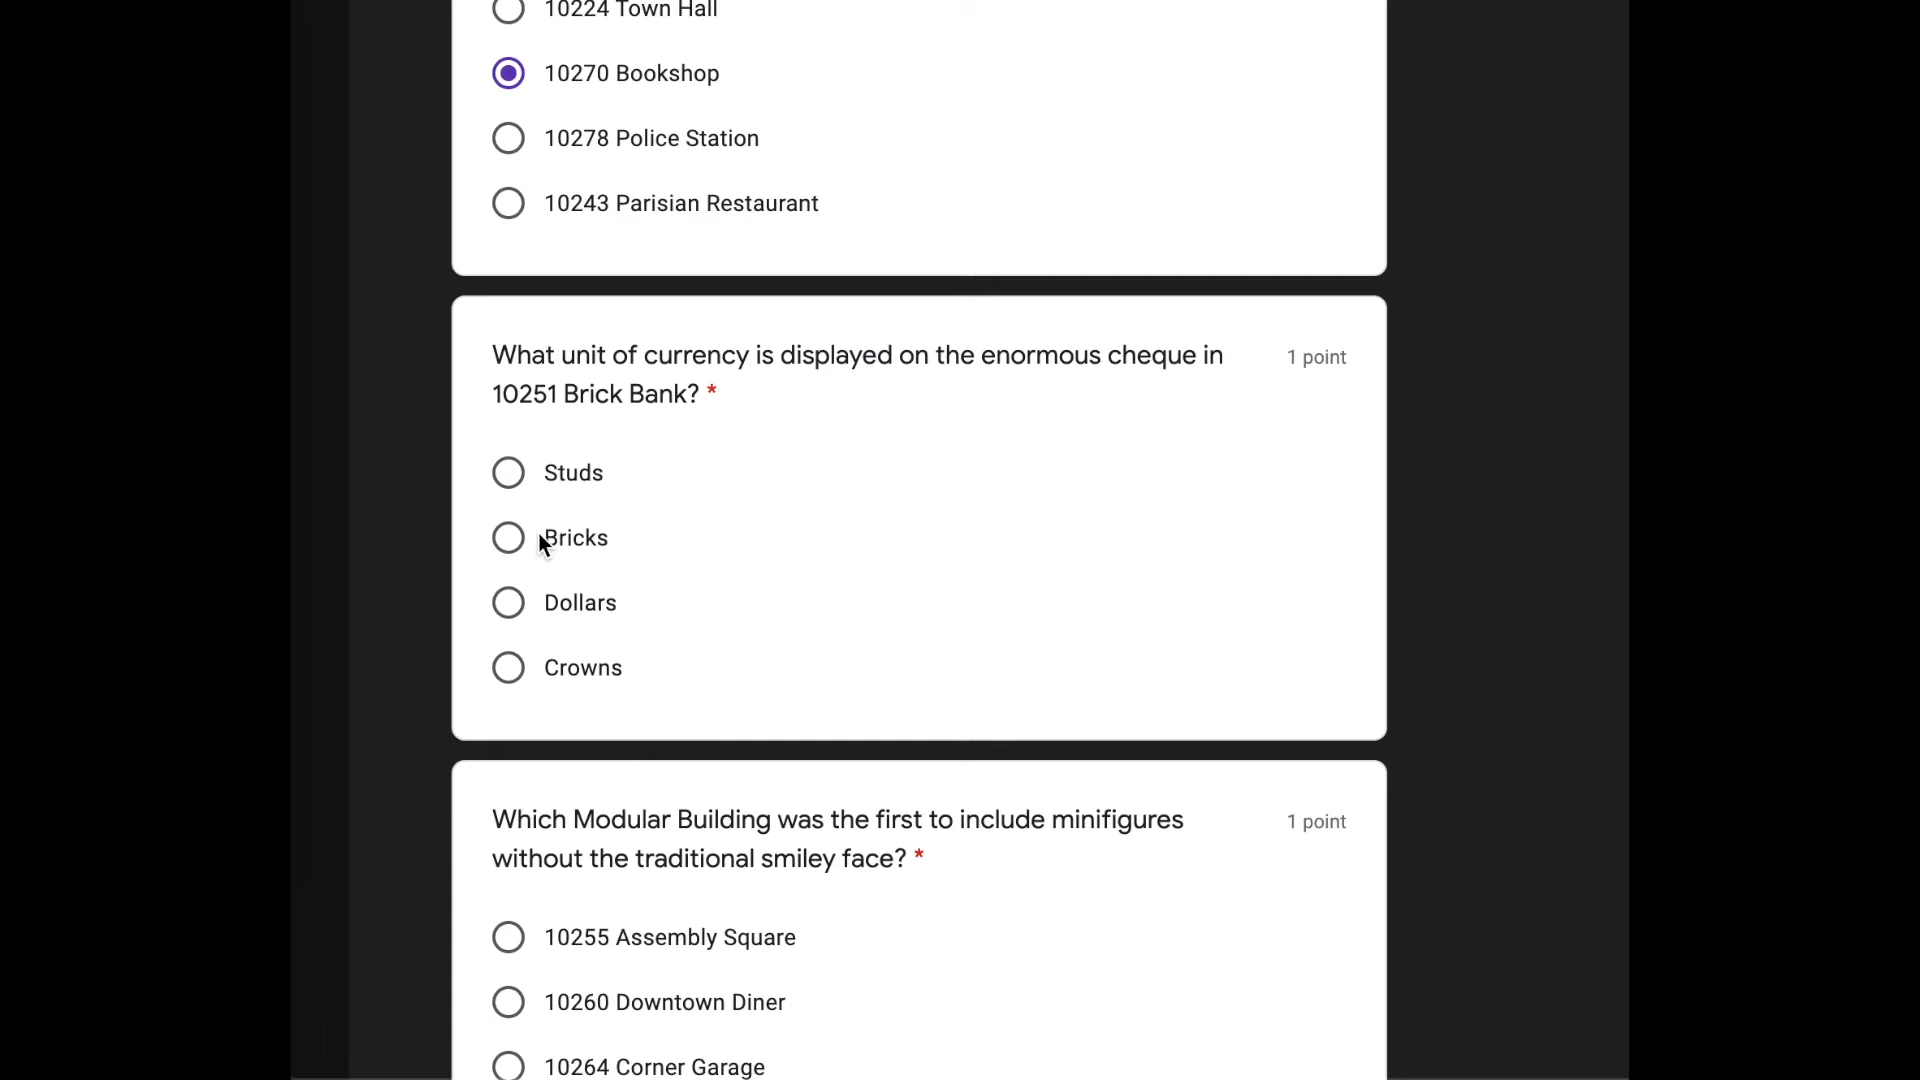 10224 Town Hall
10270 Bookshop
10278 Police Station
10243 Parisian Restaurant
What unit of currency is displayed on the enormous cheque in
10251 Brick Bank? *
1 point
Studs
Bricks
Dollars
Crowns
Which Modular Building was the first to include minifigures
without the traditional smiley face? *
1 point
10255 Assembly Square
10260 Downtown Diner
10264 Corner Garage